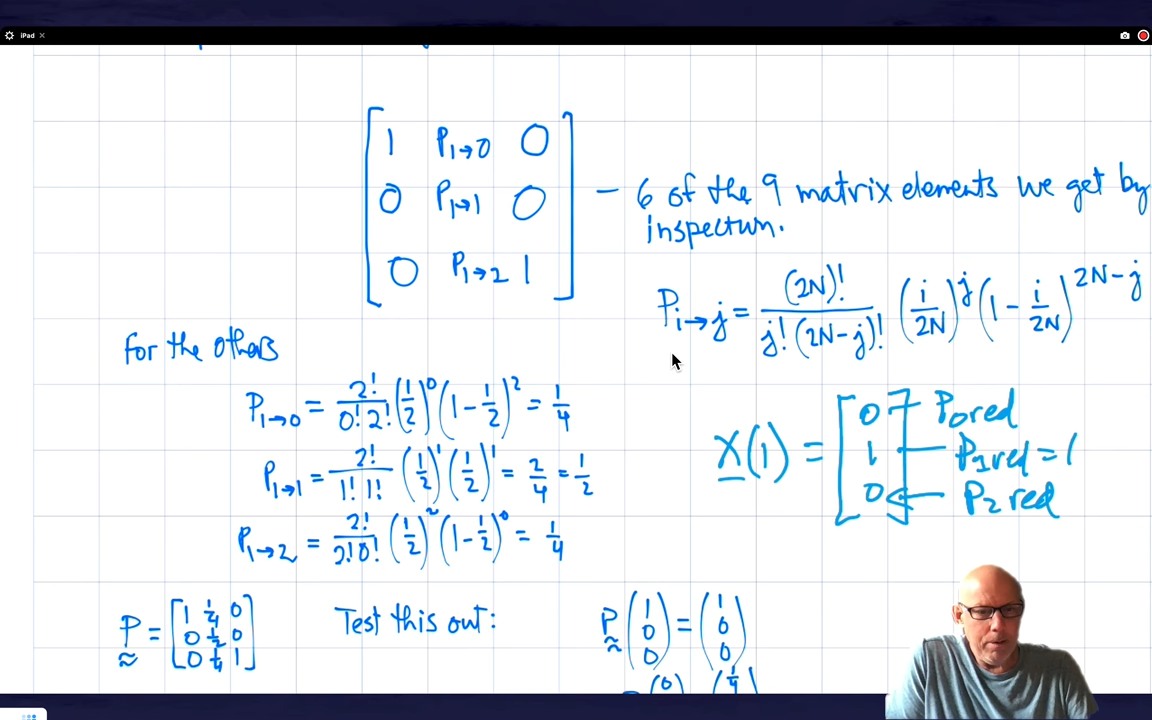 iPad ×
[ 1 P₁→₀ 0
0 P₁→₁ 0
0 P₁→₂ 1 ]
– 6 of the 9 matrix elements we get by
inspectwn.
Pᵢ→ⱼ = (2N)! / j!(2N-j)! (i/2N)^j (1 - i/2N)^(2N-j)
for the others
P₁→₀ = 2!/0!2! (1/2)^0 (1-1/2)^2 = 1/4
P₁→₁ = 2!/1!1! (1/2)^1 (1/2)^1 = 2/4 = 1/2
P₁→₂ = 2!/2!0! (1/2)^2 (1-1/2)^0 = 1/4
X(1) = [ 0 1 0 ]
P0red
P1red = 1
P2 red
P = [ 1 1/4 0
0 1/2 0
0 1/4 1 ]
Test this out:
P (1 0 0) = (1 0 0)